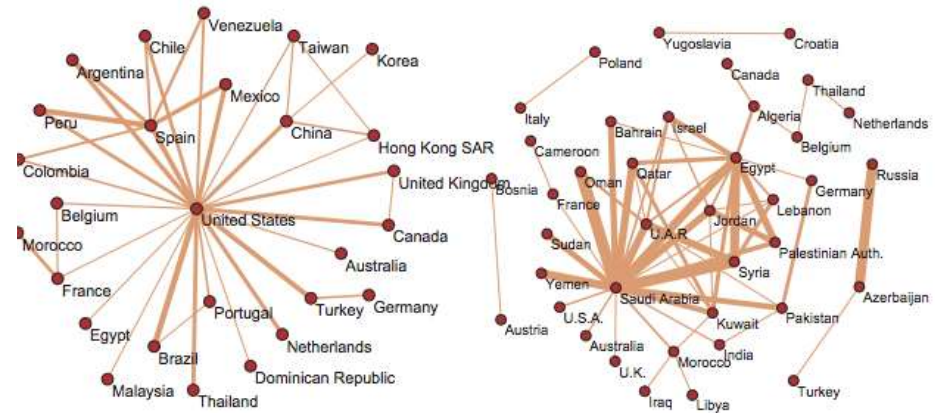 Venezuela
Chile
Taiwan
Korea
Argentina
Mexico
Peru
Spain
China
Hong Kong SAR
Colombia
United Kingdom
Belgium
United States
Canada
Morocco
Australia
France
Portugal
Turkey
Germany
Egypt
Brazil
Netherlands
Malaysia
Thailand
Dominican Republic
Yugoslavia
Croatia
Poland
Canada
Thailand
Italy
Algeria
Netherlands
Bahrain
Israel
Belgium
Cameroon
Egypt
Russia
Oman
Qatar
Bosnia
Germany
France
Lebanon
Jordan
U.A.R
Sudan
Palestinian Auth.
Syria
Yemen
Saudi Arabia
Azerbaijan
U.S.A.
Kuwait
Pakistan
Austria
Australia
India
Morocco
U.K.
Turkey
Iraq
Libya